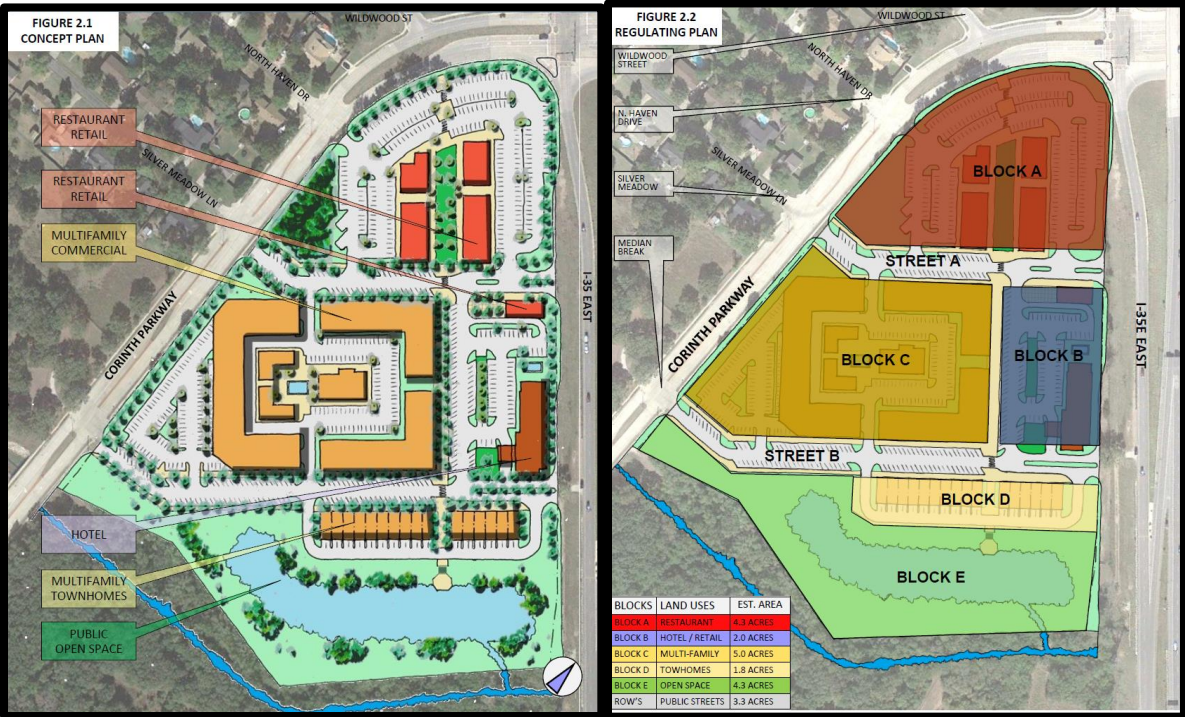 FIGURE 2.1
CONCEPT PLAN
WILDWOOD ST
NORTH HAVEN DR
RESTAURANT
RETAIL
SILVER MEADOW LN
RESTAURANT
RETAIL
MULTIFAMILY
COMMERCIAL
CORINTH PARKWAY
I-35 EAST
HOTEL
MULTIFAMILY
TOWNHOMES
PUBLIC
OPEN SPACE
FIGURE 2.2
REGULATING PLAN
WILDWOOD ST
WILDWOOD
STREET
NORTH HAVEN DR
N. HAVEN
DRIVE
SILVER
MEADOW
SILVER MEADOW LN
BLOCK A
MEDIAN
BREAK
STREET A
CORINTH PARKWAY
I-35E EAST
BLOCK C
BLOCK B
STREET B
BLOCK D
BLOCK E
BLOCKS LAND USES EST. AREA
BLOCK A RESTAURANT 4.3 ACRES
BLOCK B HOTEL / RETAIL 2.0 ACRES
BLOCK C MULTI-FAMILY 5.0 ACRES
BLOCK D TOWHOMES 1.8 ACRES
BLOCK E OPEN SPACE 4.3 ACRES
ROW'S PUBLIC STREETS 3.3 ACRES